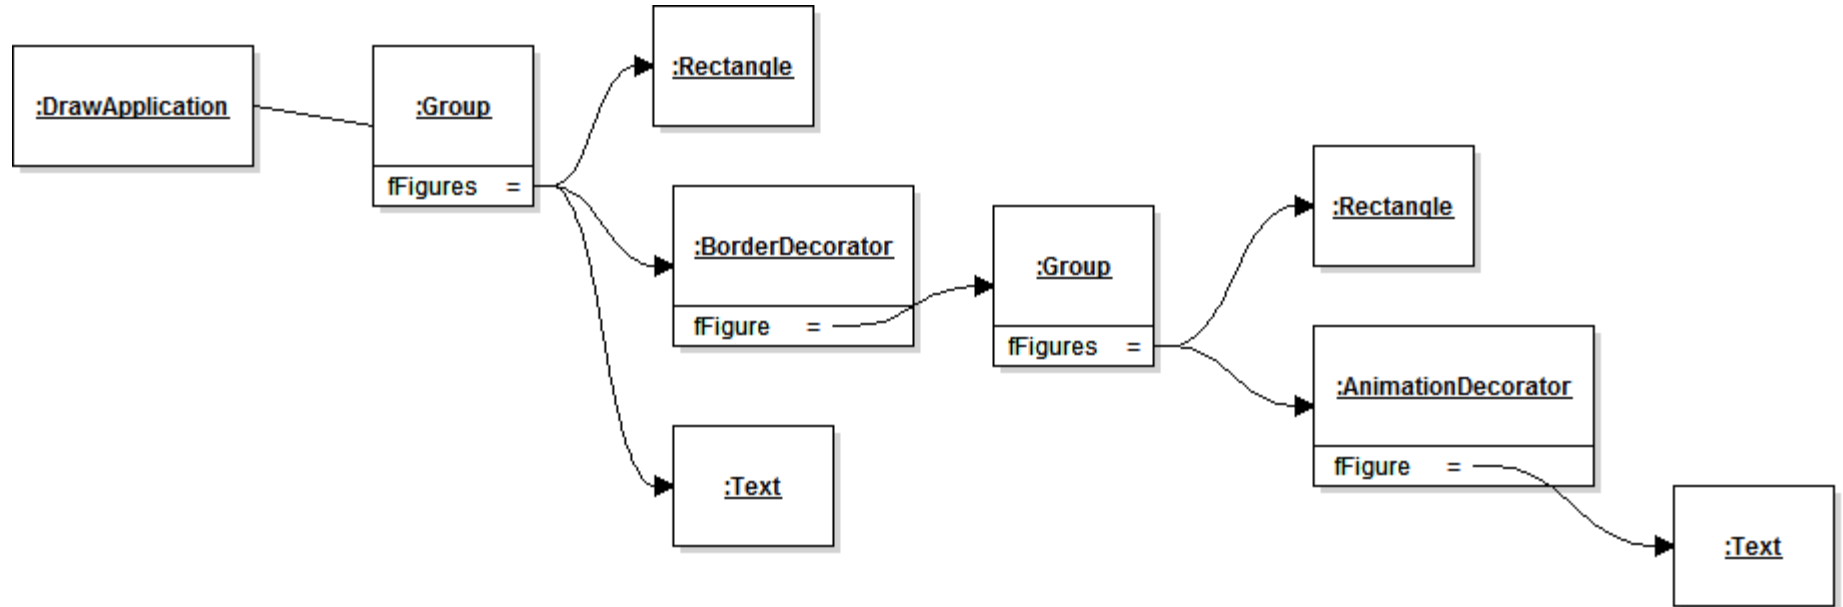 :DrawApplication
:Group
fFigures =
:Rectangle
:BorderDecorator
fFigure =
:Text
:Group
fFigures =
:Rectangle
:AnimationDecorator
fFigure =
:Text